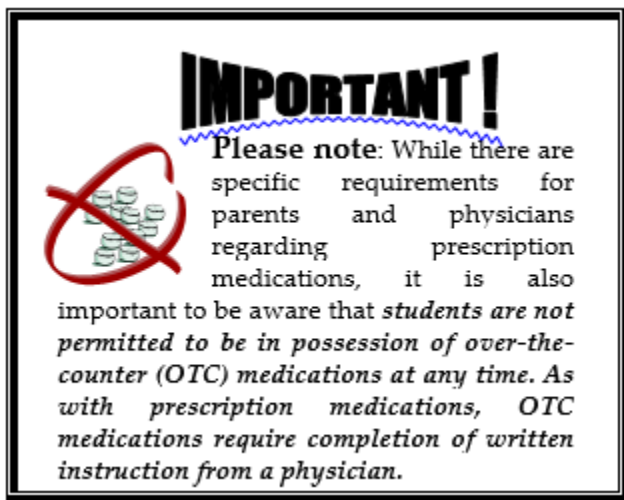 IMPORTANT !
Please note: While there are
specific requirements for
parents and physicians
regarding prescription
medications, it is also
important to be aware that students are not
permitted to be in possession of over-the-
counter (OTC) medications at any time. As
with prescription medications, OTC
medications require completion of written
instruction from a physician.